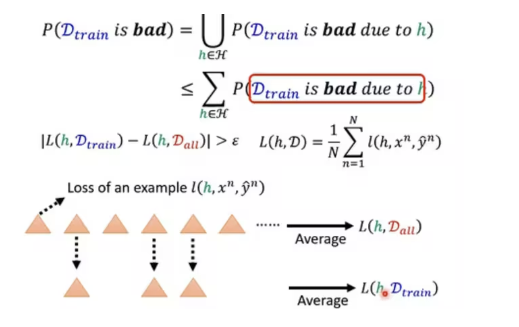 P(𝒟train is bad) = ⋃ h∈ℋ P(𝒟train is bad due to h)
≤ ∑ h∈ℋ P(𝒟train is bad due to h)
|L(h, 𝒟train) − L(h, 𝒟all)| > ε L(h, 𝒟) = 1/N ∑ n=1 N l(h, xⁿ, ŷⁿ)
Loss of an example l(h, xⁿ, ŷⁿ)
...... Average L(h, 𝒟all)
Average L(h, 𝒟train)